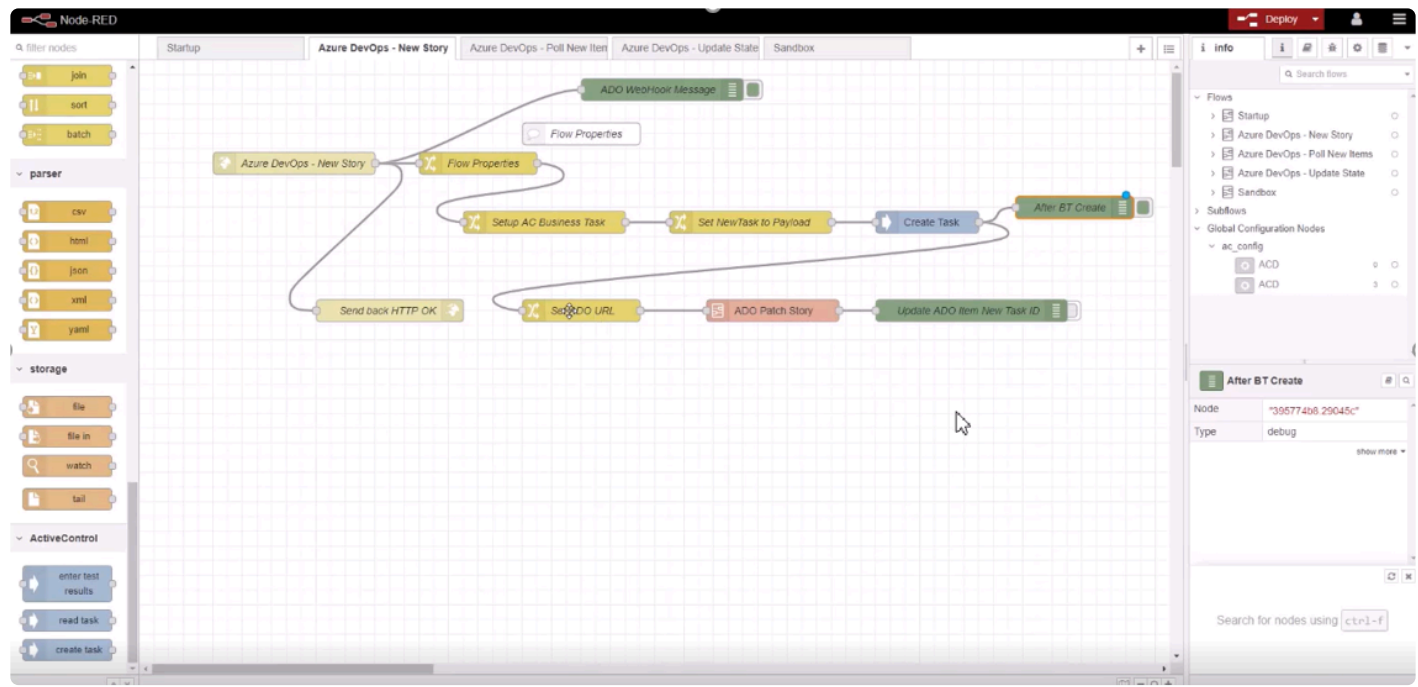 Node-RED
Deploy
filter nodes
Startup
Azure DevOps - New Story
Azure DevOps - Poll New Item
Azure DevOps - Update State
Sandbox
info
Search flows
join
sort
batch
parser
csv
html
json
xml
yaml
storage
file
file in
watch
tail
ActiveControl
enter test
results
read task
create task
ADO WebHook Message
Flow Properties
Azure DevOps - New Story
Flow Properties
After BT Create
Setup AC Business Task
Set NewTask to Payload
Create Task
Send back HTTP OK
ADO Patch Story
Update ADO Item New Task ID
Flows
Startup
Azure DevOps - New Story
Azure DevOps - Poll New Items
Azure DevOps - Update State
Sandbox
Subflows
Global Configuration Nodes
ac_config
ACD
ACD
After BT Create
Node
"395774b8.29045c"
Type
debug
show more
Search for nodes using ctrl-f